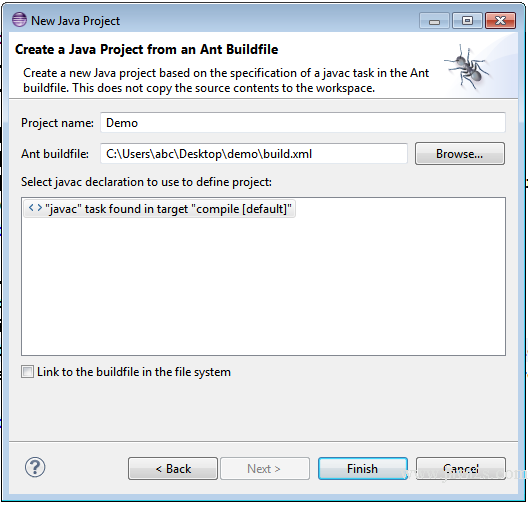 New Java Project
Create a Java Project from an Ant Buildfile
Create a new Java project based on the specification of a javac task in the Ant
buildfile. This does not copy the source contents to the workspace.
Project name: Demo
Ant buildfile: C:\Users\abc\Desktop\demo\build.xml Browse...
Select javac declaration to use to define project:
"javac" task found in target "compile [default]"
Link to the buildfile in the file system
? < Back Next > Finish Cancel